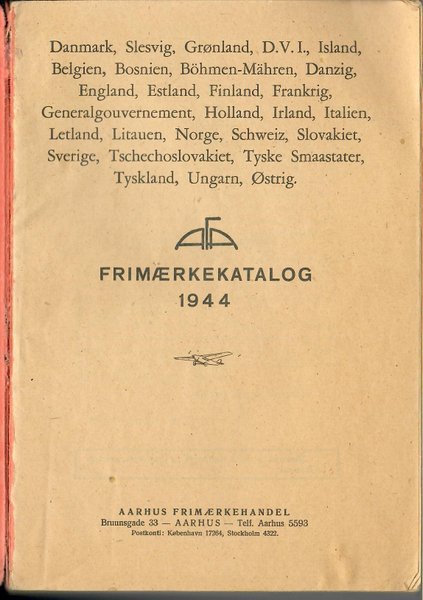 Danmark, Slesvig, Grønland, D.V.I., Island,
Belgien, Bosnien, Böhmen-Mähren, Danzig,
England, Estland, Finland, Frankrig,
Generalgouvernement, Holland, Irland, Italien,
Letland, Litauen, Norge, Schweiz, Slovakiet,
Sverige, Tschechoslovakiet, Tyske Smaastater,
Tyskland, Ungarn, Østrig.
AFA
FRIMÆRKEKATALOG
1944
AARHUS FRIMÆRKEHANDEL
Bruunsgade 33 — AARHUS — Telf. Aarhus 5593
Postkonti: København 17264, Stockholm 4322.